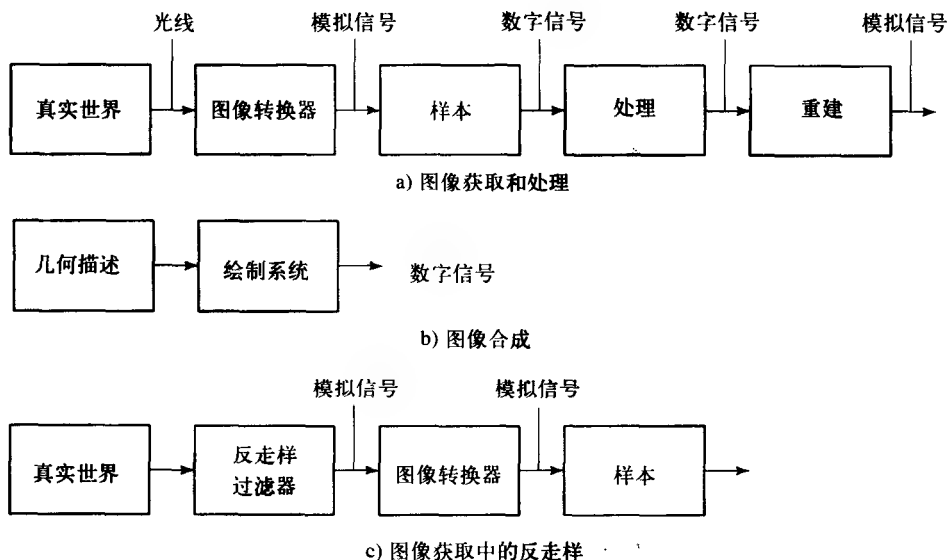 光线 模拟信号 数字信号 数字信号 模拟信号
真实世界 图像转换器 样本 处理 重建
a) 图像获取和处理
几何描述 绘制系统 数字信号
b) 图像合成
模拟信号 模拟信号
真实世界 反走样 过滤器 图像转换器 样本
c) 图像获取中的反走样